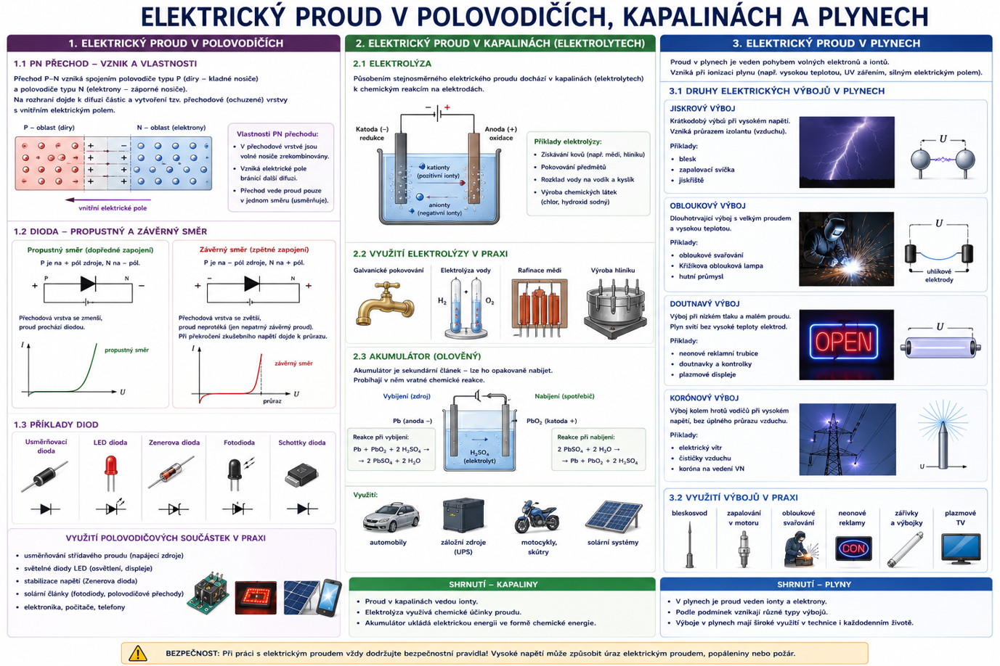 ELEKTRICKÝ PROUD V POLOVODIČÍCH, KAPALINÁCH A PLYNECH
1. ELEKTRICKÝ PROUD V POLOVODÍČÍCH
1.1 PN PŘECHOD – VZNIK A VLASTNOSTI
Přechod P–N vzniká spojením polovodiče typu P (díry – kladné nosiče)
a polovodiče typu N (elektrony – záporné nosiče).
Na rozhraní dojde k difuzi částic a vytvoření tzv. přechodové (ochuzené) vrstvy
s vnitřním elektrickým polem.
P – oblast (díry)
N – oblast (elektrony)
+ −
+ +
+ +
+ +
vnitřní elektrické pole
Vlastnosti PN přechodu:
• V přechodové vrstvé jsou
volné nosiče zrekombinovány.
• Vzniká elektrické pole
bránící další difuzi.
• Přechod vede proud pouze
v jednom směru (usměrňuje).
1.2 DIODA – PROPUSTNÝ A ZÁVĚRNÝ SMĚR
Propustný směr (dopředné zapojení)
P je na + pól zdroje, N na – pól.
+ P N −
Přechodová vrstva se zmenší,
proud prochází diodou.
I
propustný směr
U
Závěrný směr (zpětné zapojení)
P je na – pól zdroje, N na + pól.
+ − N +
Přechodová vrstva se zvětší,
proud neprotéká (jen nepatrný závěrný proud).
Při překročení zkušebního napětí dojde k průrazu.
I
závěrný směr
U
průraz
1.3 PŘÍKLADY DIOD
Usměrňovací
dioda
LED dioda
Zenerova dioda
Fotodioda
Schottky dioda
VYUŽITÍ POLOVODIČOVÝCH SOUČÁSTEK V PRAXI
• usměrňování střídavého proudu (napájecí zdroje)
• světelné diody LED (osvětlení, displeje)
• stabilizace napětí (Zenerova dioda)
• solární články (fotodiody, polovodičové přechody)
• elektronika, počítače, telefony
2. ELEKTRICKÝ PROUD V KAPALINÁCH (ELEKTROLYTECH)
2.1 ELEKTROLÝZA
Působením stejnosměrného elektrického proudu dochází v kapalinách (elektrolytech)
k chemickým reakcím na elektrodách.
− +
Katoda (–)
redukce
Anoda (+)
oxidace
kationty
(pozitivní ionty)
anionty
(negativní ionty)
Příklady elektrolýzy:
• Získávání kovů (např. mědi, hliníku)
• Pokovování předmětů
• Rozklad vody na vodík a kyslík
• Výroba chemických látek
(chlor, hydroxid sodný)
2.2 VYUŽITÍ ELEKTROLÝZY V PRAXI
Galvanické pokovování
Elektrolýza vody
H₂ + O₂
Rafinace mědi
Výroba hliníku
2.3 AKUMULÁTOR (OLOVĚNÝ)
Akumulátor je sekundární článek – lze ho opakovaně nabijet.
Probíhají v něm vratné chemické reakce.
Vybíjení (zdroj)
Nabíjení (spotřebič)
Pb (anoda –)
PbO₂ (katoda +)
Reakce při vybíjení:
Pb + PbO₂ + 2 H₂SO₄ →
→ 2 PbSO₄ + 2 H₂O
H₂SO₄
(elektrolyt)
Reakce při nabíjení:
2 PbSO₄ + 2 H₂O →
→ Pb + PbO₂ + 2 H₂SO₄
Využití:
automobily
záložní zdroje
(UPS)
motocykly,
skútry
solární systémy
SHRNUTÍ – KAPALINY
• Proud v kapalinách vedou ionty.
• Elektrolýza využívá chemické účinky proudu.
• Akumulátor ukládá elektrickou energii ve formě chemické energie.
3. ELEKTRICKÝ PROUD V PLYNECH
Proud v plynech je veden pohybem volných elektronů a iontů.
Vzniká při ionizaci plynu (např. vysokou teplotou, UV zářením, silným elektrickým polem).
3.1 DRUHY ELEKTRICKÝCH VÝBOJŮ V PLYNECH
JISKROVÝ VÝBOJ
Krátkodobý výbců při vysokém napětí.
Vzniká průrazem izolantu (vzduchu).
Příklady:
• blesk
• zapalovací svíčka
• jiskřiště
U
OBLOUKOVÝ VÝBOJ
Dlouhotrvající výboj s velkým proudem
a vysokou teplotou.
Příklady:
• obloukové svařování
• Křižíkova oblouková lampa
• hutní průmysl
U
uhlíkové
elektrody
DOUTNAVÝ VÝBOJ
Výboj při nízkém tlaku a malém proudu.
Plyn svítí bez vysoké teploty elektrod.
Příklady:
• neonové reklamní trubice
• doutnavky a kontrolky
• plazmové displeje
OPEN
U
KORÓNOVÝ VÝBOJ
Výboj kolem hrotů vodičů při vysokém
napětí, bez úplného průrazu vzduchu.
Příklady:
• elektrický vítr
• čističky vzduchu
• koróna na vedení VN
U
3.2 VYUŽITÍ VÝBOJŮ V PRAXI
bleskosvod
zapalování
v motoru
obloukové
svařování
neonové
reklamy
CON
zářívky
a výbojky
plazmové
TV
SHRNUTÍ – PLYNY
• V plynech je proud veden ionty a elektrony.
• Podle podmínek vznikají různé typy výbojů.
• Výboje v plynech mají široké využití v technice i každodenním životě.
BEZPEČNOST: Při práci s elektrickým proudem vždy dodržujte bezpečnostní pravidla! Vysoké napětí může způsobit úraz elektrickým proudem, popáleniny nebo požár.